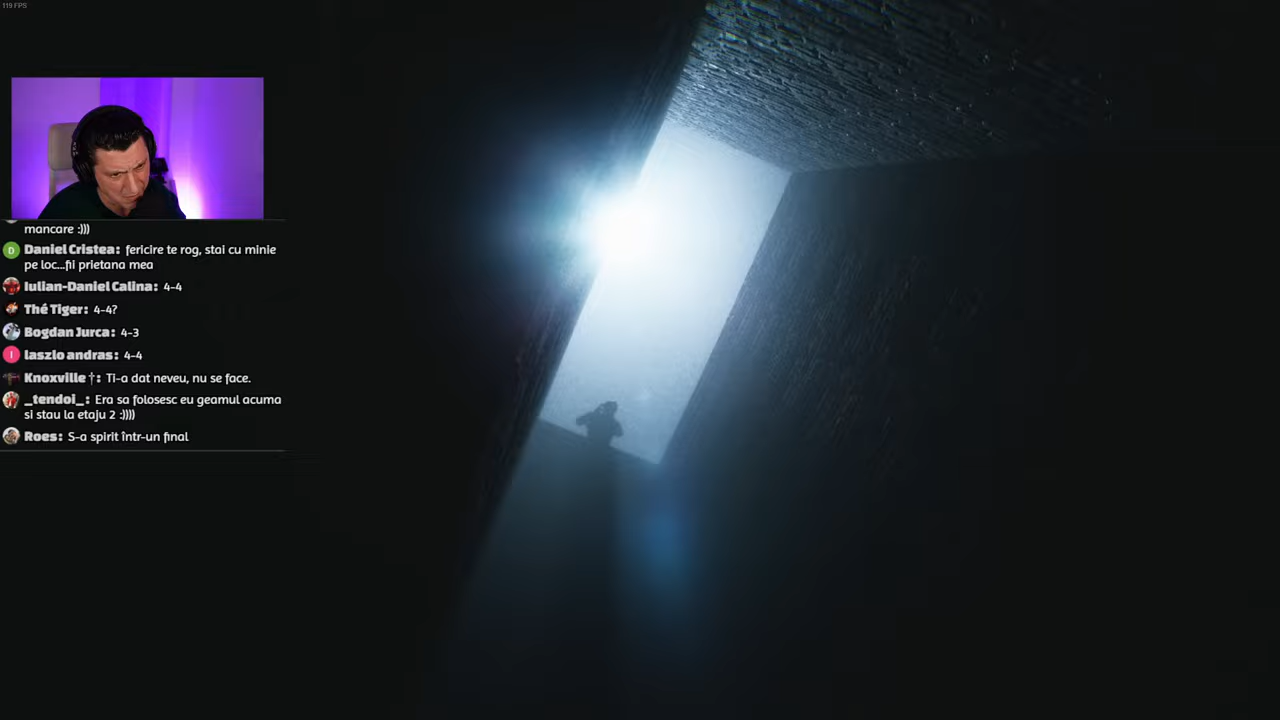 119 FPS
mancare :)))
D Daniel Cristea: fericire te rog, stai cu minie
pe loc...fii prietana mea
Iulian-Daniel Calina: 4-4
Thé Tiger: 4-4?
Bogdan Jurca: 4-3
l laszlo andras: 4-4
Knoxville †: Ti-a dat neveu, nu se face.
_tendoi_: Era sa folosesc eu geamul acuma
si stau la etaju 2 :))))
Roes: S-a spirit într-un final